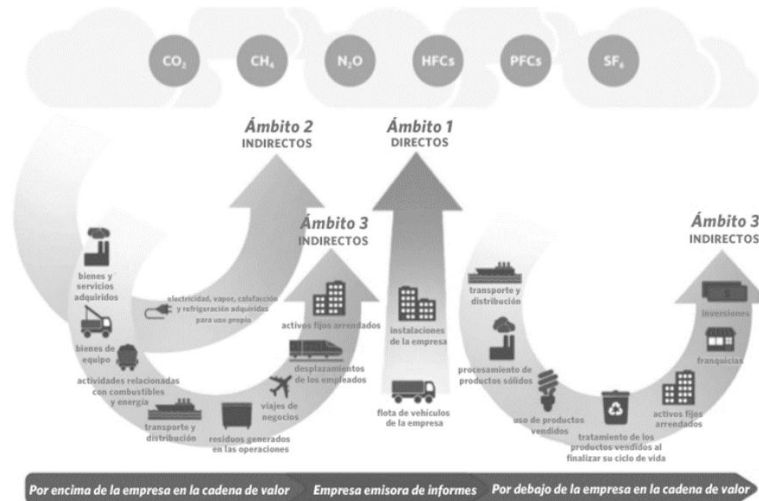 CO₂
CH₄
N₂O
HFCs
PFCs
SF₆
Ámbito 2
INDIRECTOS
Ámbito 1
DIRECTOS
Ámbito 3
INDIRECTOS
Ámbito 3
INDIRECTOS
bienes y
servicios
adquiridos
electricidad, vapor, calefacción
y refrigeración adquiridas
para uso propio
bienes de
equipo
actividades relacionadas
con combustibles
y energía
transporte y
distribución
residuos generados
en las operaciones
viajes de
negocios
desplazamientos
de los empleados
activos fijos arrendados
instalaciones
de la empresa
flota de vehículos
de la empresa
transporte y
distribución
procesamiento de
productos sólidos
uso de productos
vendidos
tratamiento de los
productos vendidos al
finalizar su ciclo de vida
activos fijos
arrendados
franquicias
inversiones
Por encima de la empresa en la cadena de valor
Empresa emisora de informes
Por debajo de la empresa en la cadena de valor